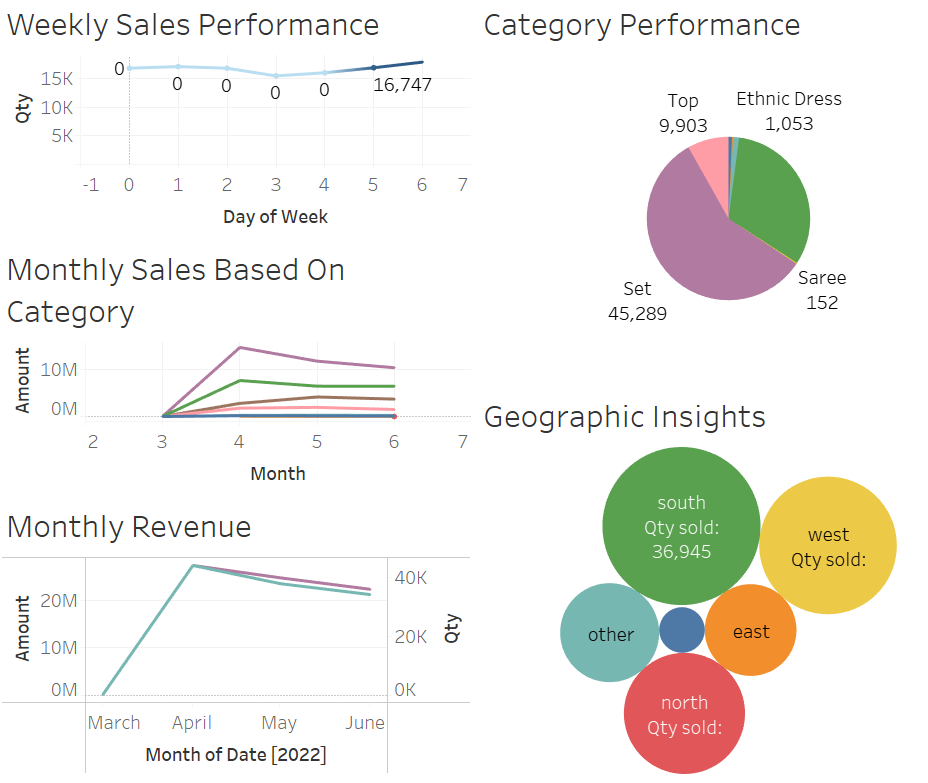 Weekly Sales Performance
0
0
0
0
0
16,747
15K
10K
5K
Qty
-1 0 1 2 3 4 5 6 7
Day of Week
Monthly Sales Based On
Category
10M
0M
Amount
2 3 4 5 6 7
Month
Monthly Revenue
20M
10M
0M
Amount
40K
20K
0K
Qty
March April May June
Month of Date [2022]
Category Performance
Top
9,903
Ethnic Dress
1,053
Set
45,289
Saree
152
Geographic Insights
south
Qty sold:
36,945
west
Qty sold:
other
east
north
Qty sold: